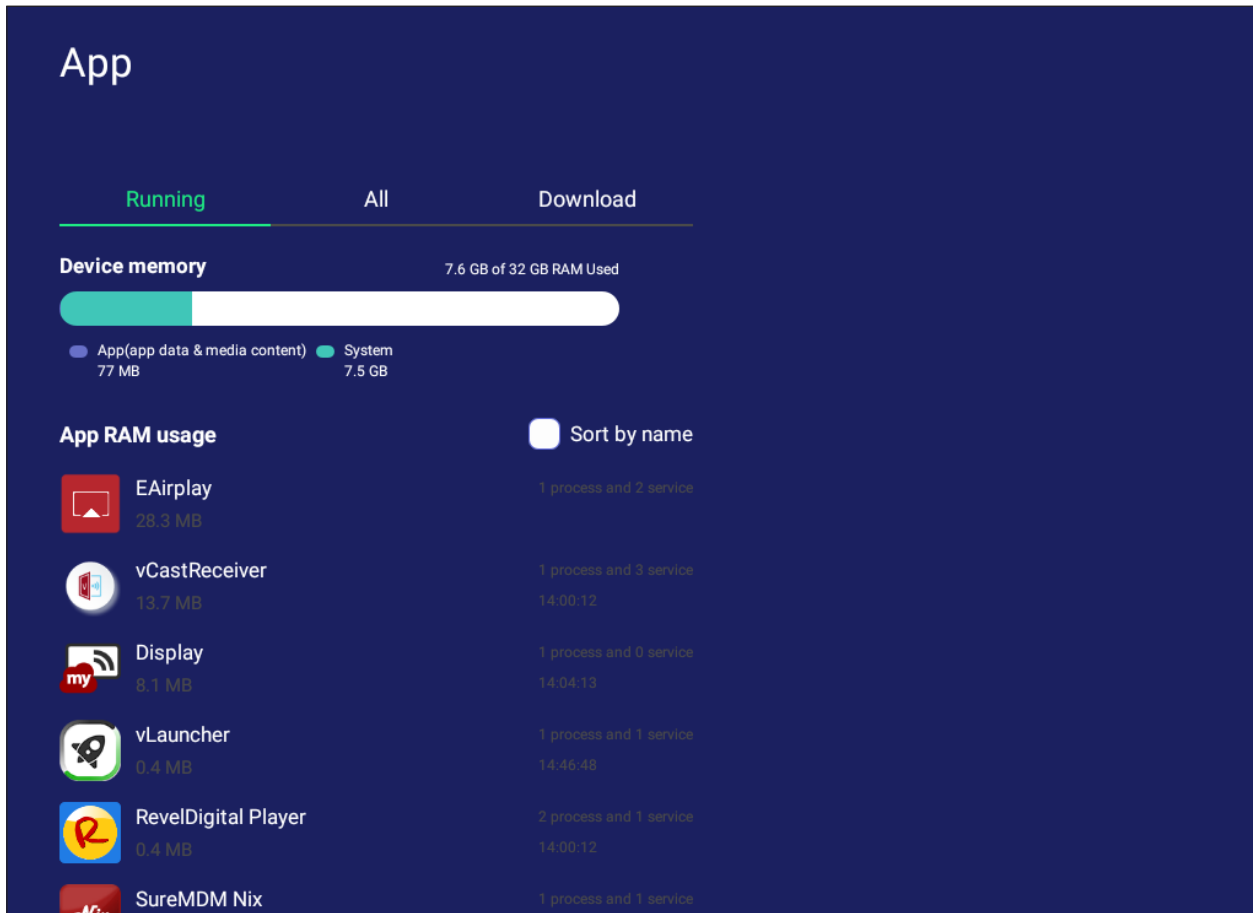 App
Running All Download
Device memory 7.6 GB of 32 GB RAM Used
App(app data & media content) System
77 MB 7.5 GB
App RAM usage Sort by name
EAirplay 1 process and 2 service
28.3 MB
vCastReceiver 1 process and 3 service
13.7 MB 14:00:12
Display 1 process and 0 service
my
8.1 MB 14:04:13
vLauncher 1 process and 1 service
0.4 MB 14:46:48
RevelDigital Player 2 process and 1 service
R
0.4 MB 14:00:12
SureMDM Nix 1 process and 1 service